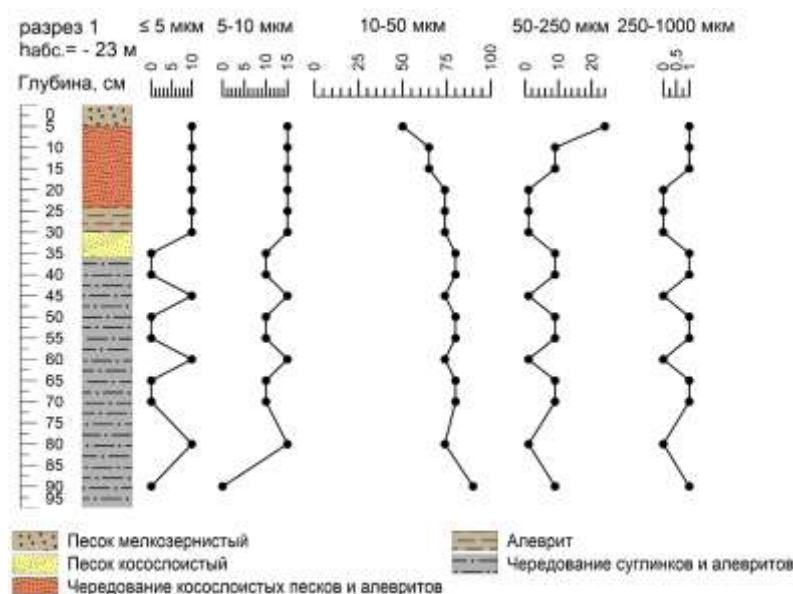 разрез 1 ≤ 5 мкм 5-10 мкм 10-50 мкм 50-250 мкм 250-1000 мкм
hабс.= - 23 м
Глубина, см
0 10 0 5 10 15 0 25 50 75 100 0 10 20 0 0.5 1
0
5
10
15
20
25
30
35
40
45
50
55
60
65
70
75
80
85
90
95
Песок мелкозернистый
Песок косослоистый
Чередование косослоистых песков и алевритов
Алеврит
Чередование суглинков и алевритов